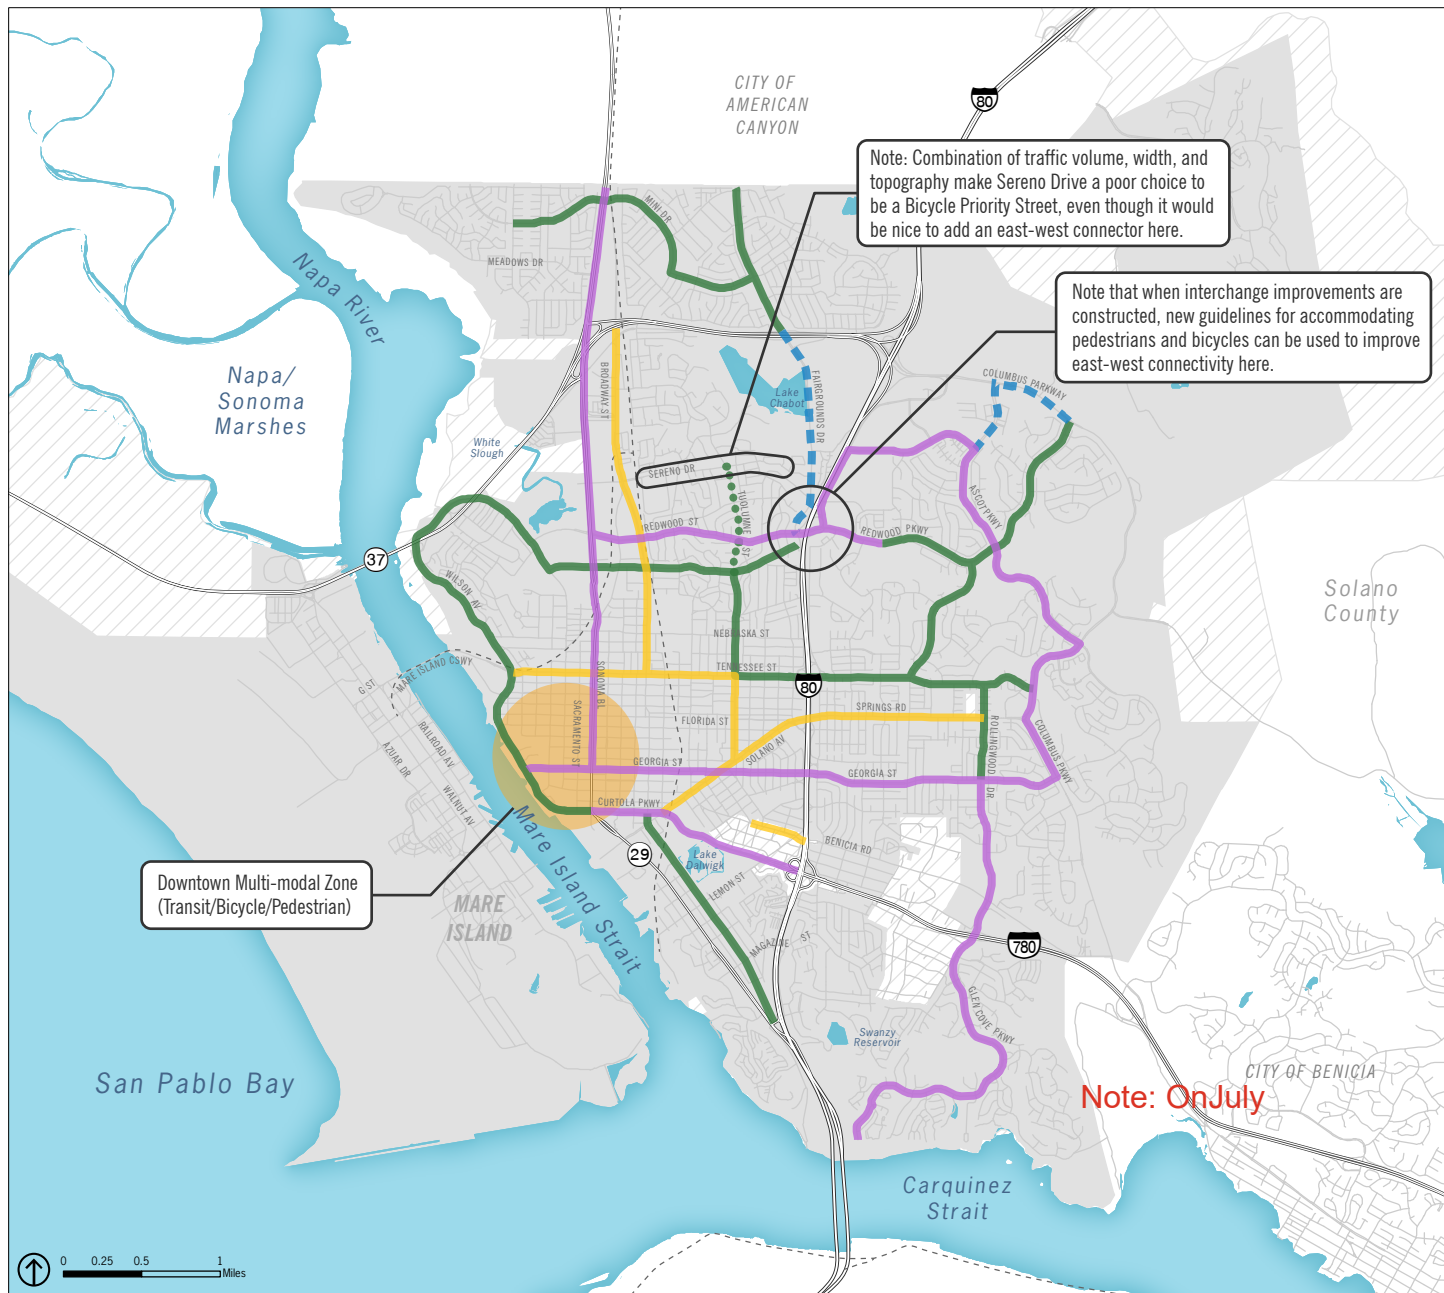 CITY OF
AMERICAN
CANYON
80
Note: Combination of traffic volume, width, and
topography make Sereno Drive a poor choice to
be a Bicycle Priority Street, even though it would
be nice to add an east-west connector here.
MINI DR
MEADOWS DR
Napa River
Note that when interchange improvements are
constructed, new guidelines for accommodating
pedestrians and bicycles can be used to improve
east-west connectivity here.
Napa/
Sonoma
Marshes
BROADWAY ST
Lake
Chabot
FAIRGROUNDS DR
COLUMBUS PARKWAY
White
Slough
SERENO DR
TUOLUMNE ST
ASCOT PKWY
REDWOOD ST
REDWOOD PKWY
37
WILSON AV
Solano
County
NEBRASKA ST
TENNESSEE ST
80
MARE ISLAND CSWY
G ST
SONOMA BL
SACRAMENTO ST
FLORIDA ST
SPRINGS RD
RAILROAD AV
AZUAR DR
SOLANO AV
ROLLINGWOOD DR
COLUMBUS PKWY
GEORGIA ST
GEORGIA ST
WALNUT AV
CURTOLA PKWY
Mare Island Strait
29
Lake
Dalwigk
BENICIA RD
LEMON ST
Downtown Multi-modal Zone
(Transit/Bicycle/Pedestrian)
MARE
ISLAND
MAGAZINE ST
780
GLEN COVE PKWY
Swanzy
Reservoir
San Pablo Bay
CITY OF BENICIA
Note: OnJuly
Carquinez
Strait
0 0.25 0.5 1
Miles